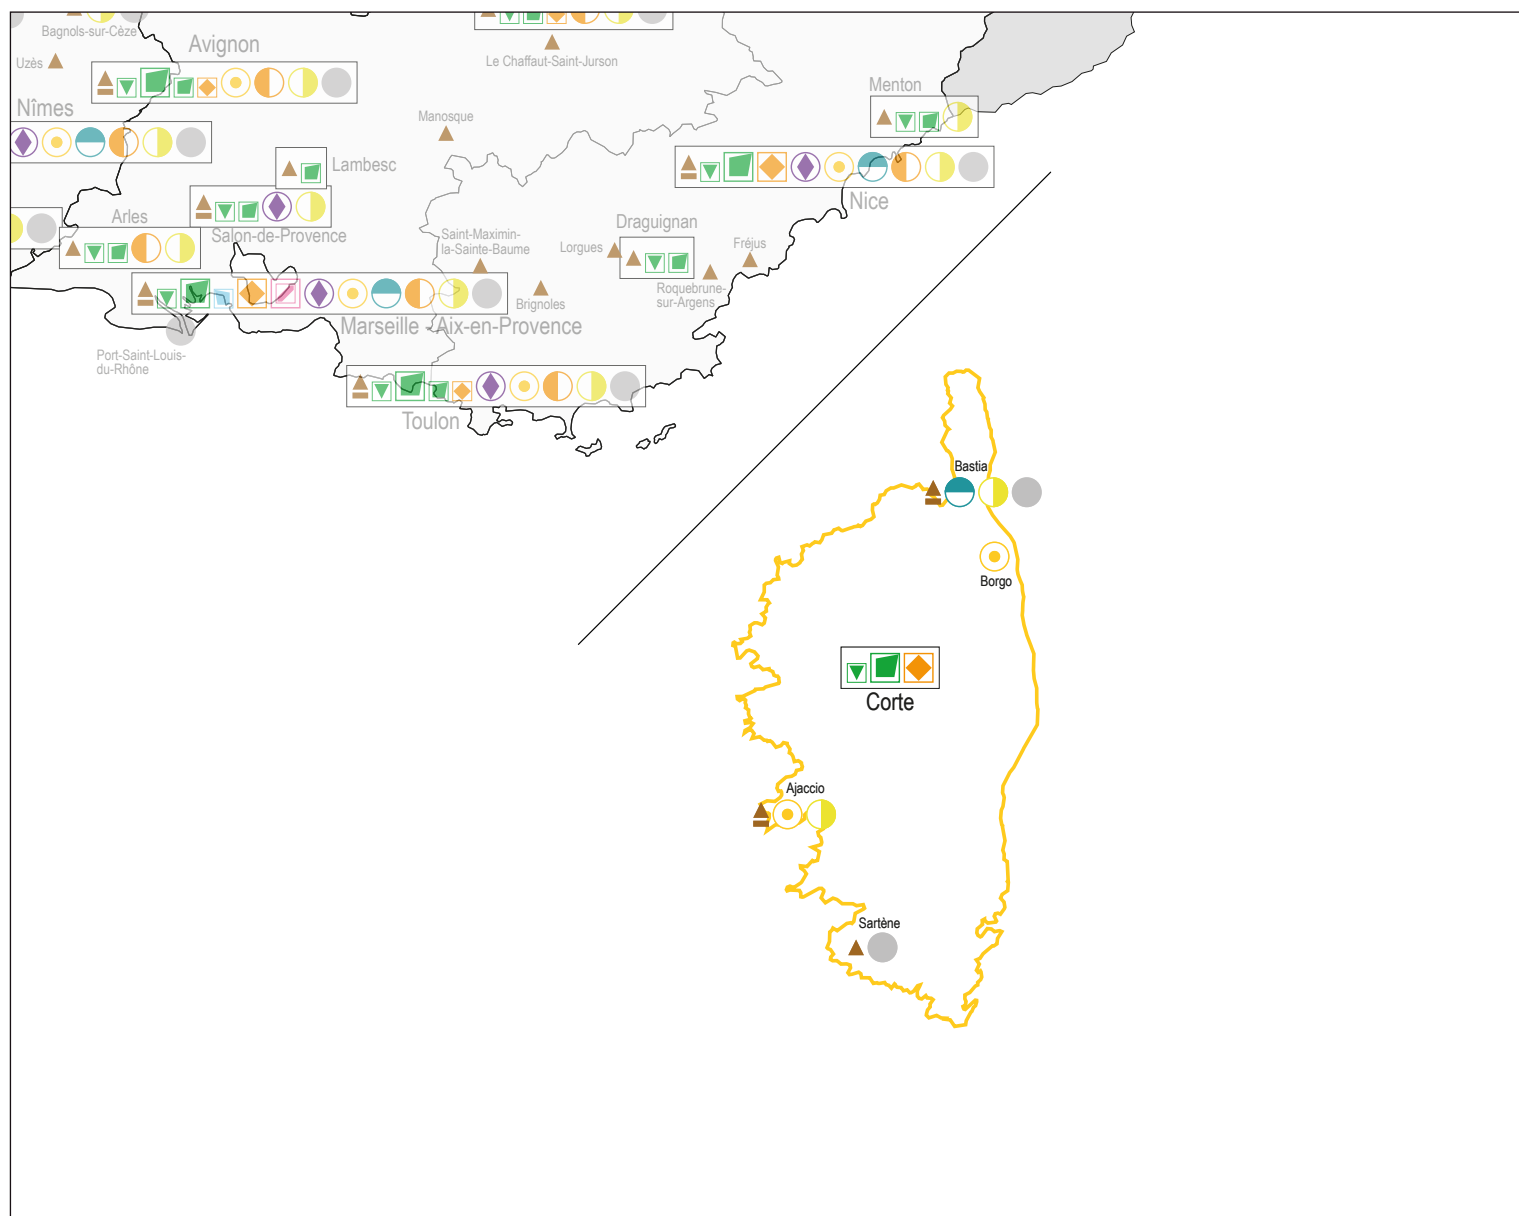 Bagnols-sur-Cèze
Avignon
Uzès
Le Chaffaut-Saint-Jurson
Menton
Nîmes
Manosque
Lambesc
Nice
Arles
Salon-de-Provence
Saint-Maximin-
la-Sainte-Baume
Draguignan
Lorgues
Fréjus
Roquebrune-
sur-Argens
Brignoles
Marseille - Aix-en-Provence
Port-Saint-Louis-
du-Rhône
Toulon
Bastia
Borgo
Corte
Ajaccio
Sartène